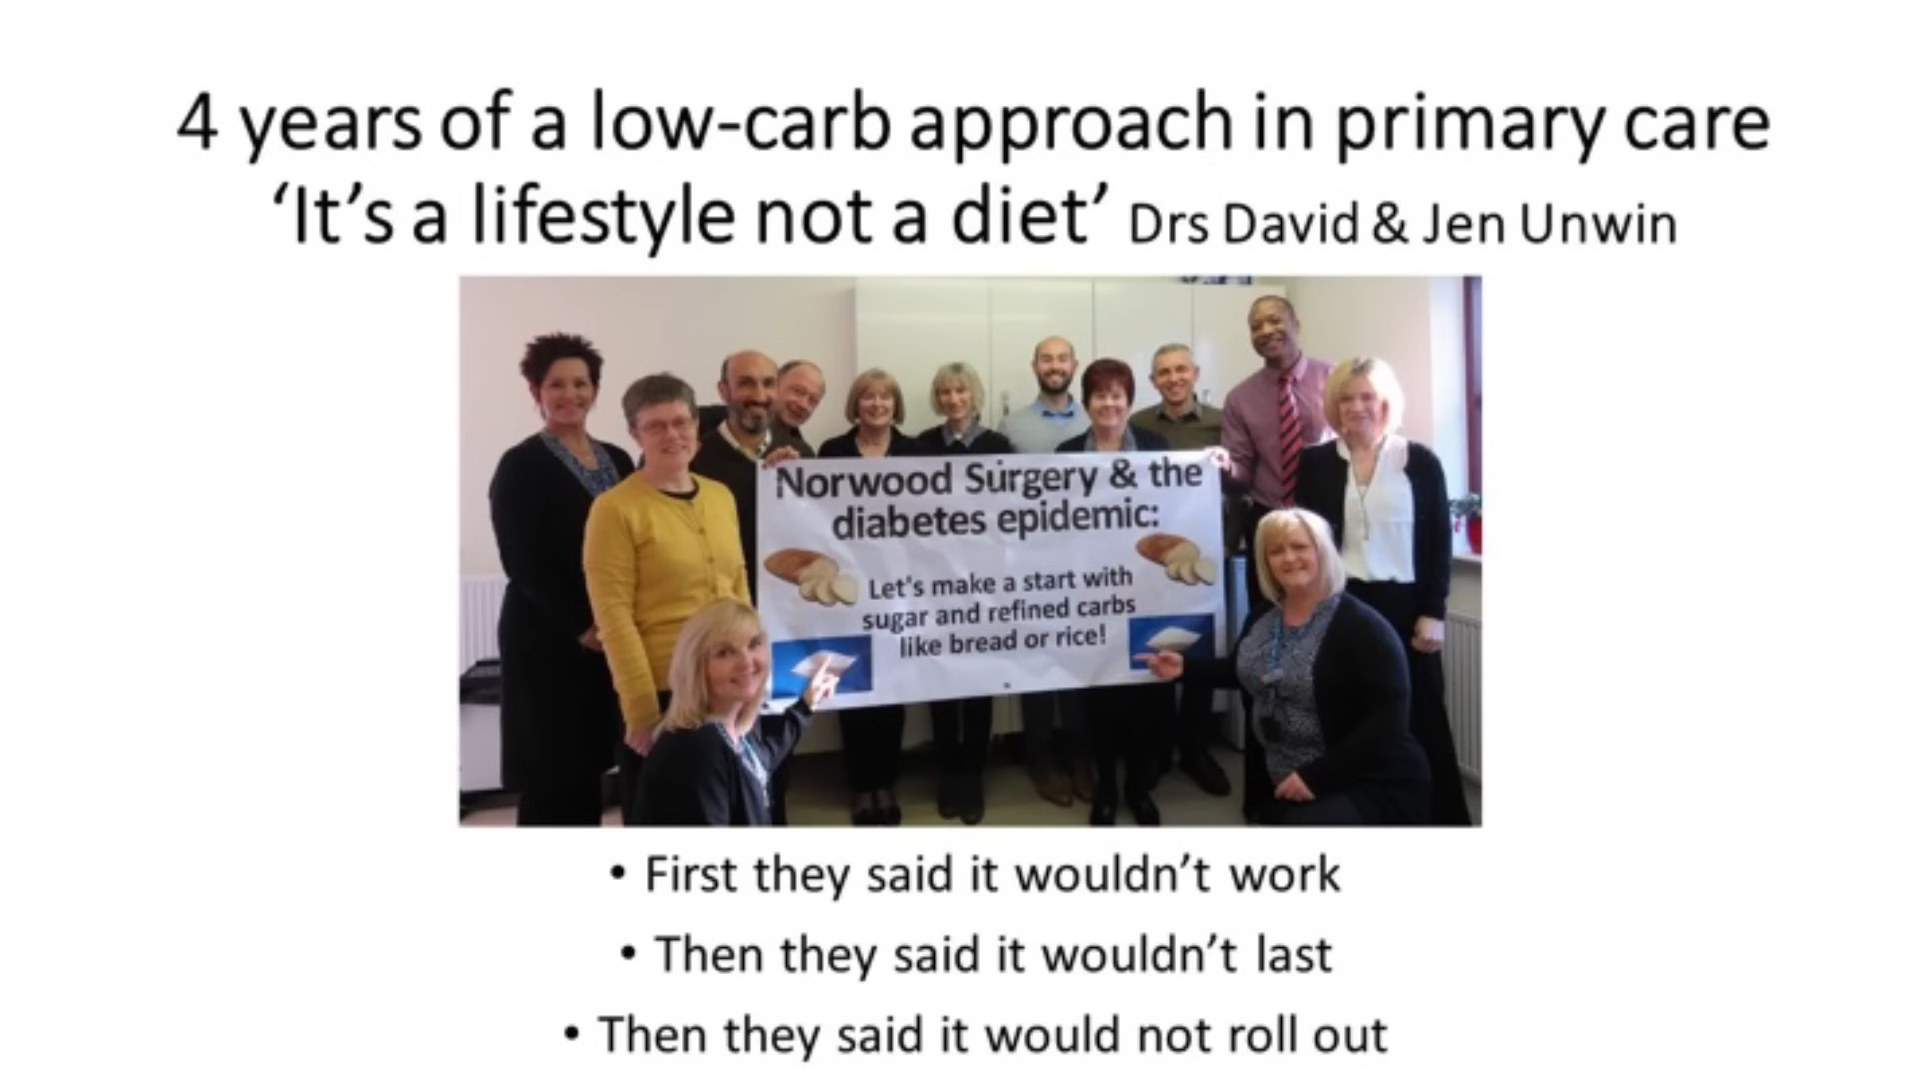 4 years of a low-carb approach in primary care
‘It’s a lifestyle not a diet’ Drs David & Jen Unwin
Norwood Surgery & the
diabetes epidemic:
Let's make a start with
sugar and refined carbs
like bread or rice!
• First they said it wouldn’t work
• Then they said it wouldn’t last
• Then they said it would not roll out